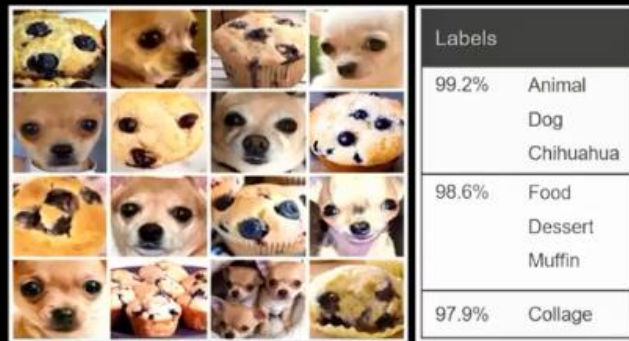 Labels
99.2% Animal
Dog
Chihuahua
98.6% Food
Dessert
Muffin
97.9% Collage